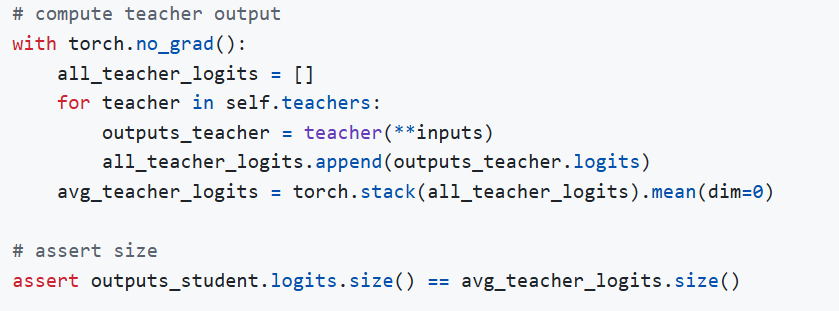 # compute teacher output
with torch.no_grad():
    all_teacher_logits = []
    for teacher in self.teachers:
        outputs_teacher = teacher(**inputs)
        all_teacher_logits.append(outputs_teacher.logits)
    avg_teacher_logits = torch.stack(all_teacher_logits).mean(dim=0)

# assert size
assert outputs_student.logits.size() == avg_teacher_logits.size()